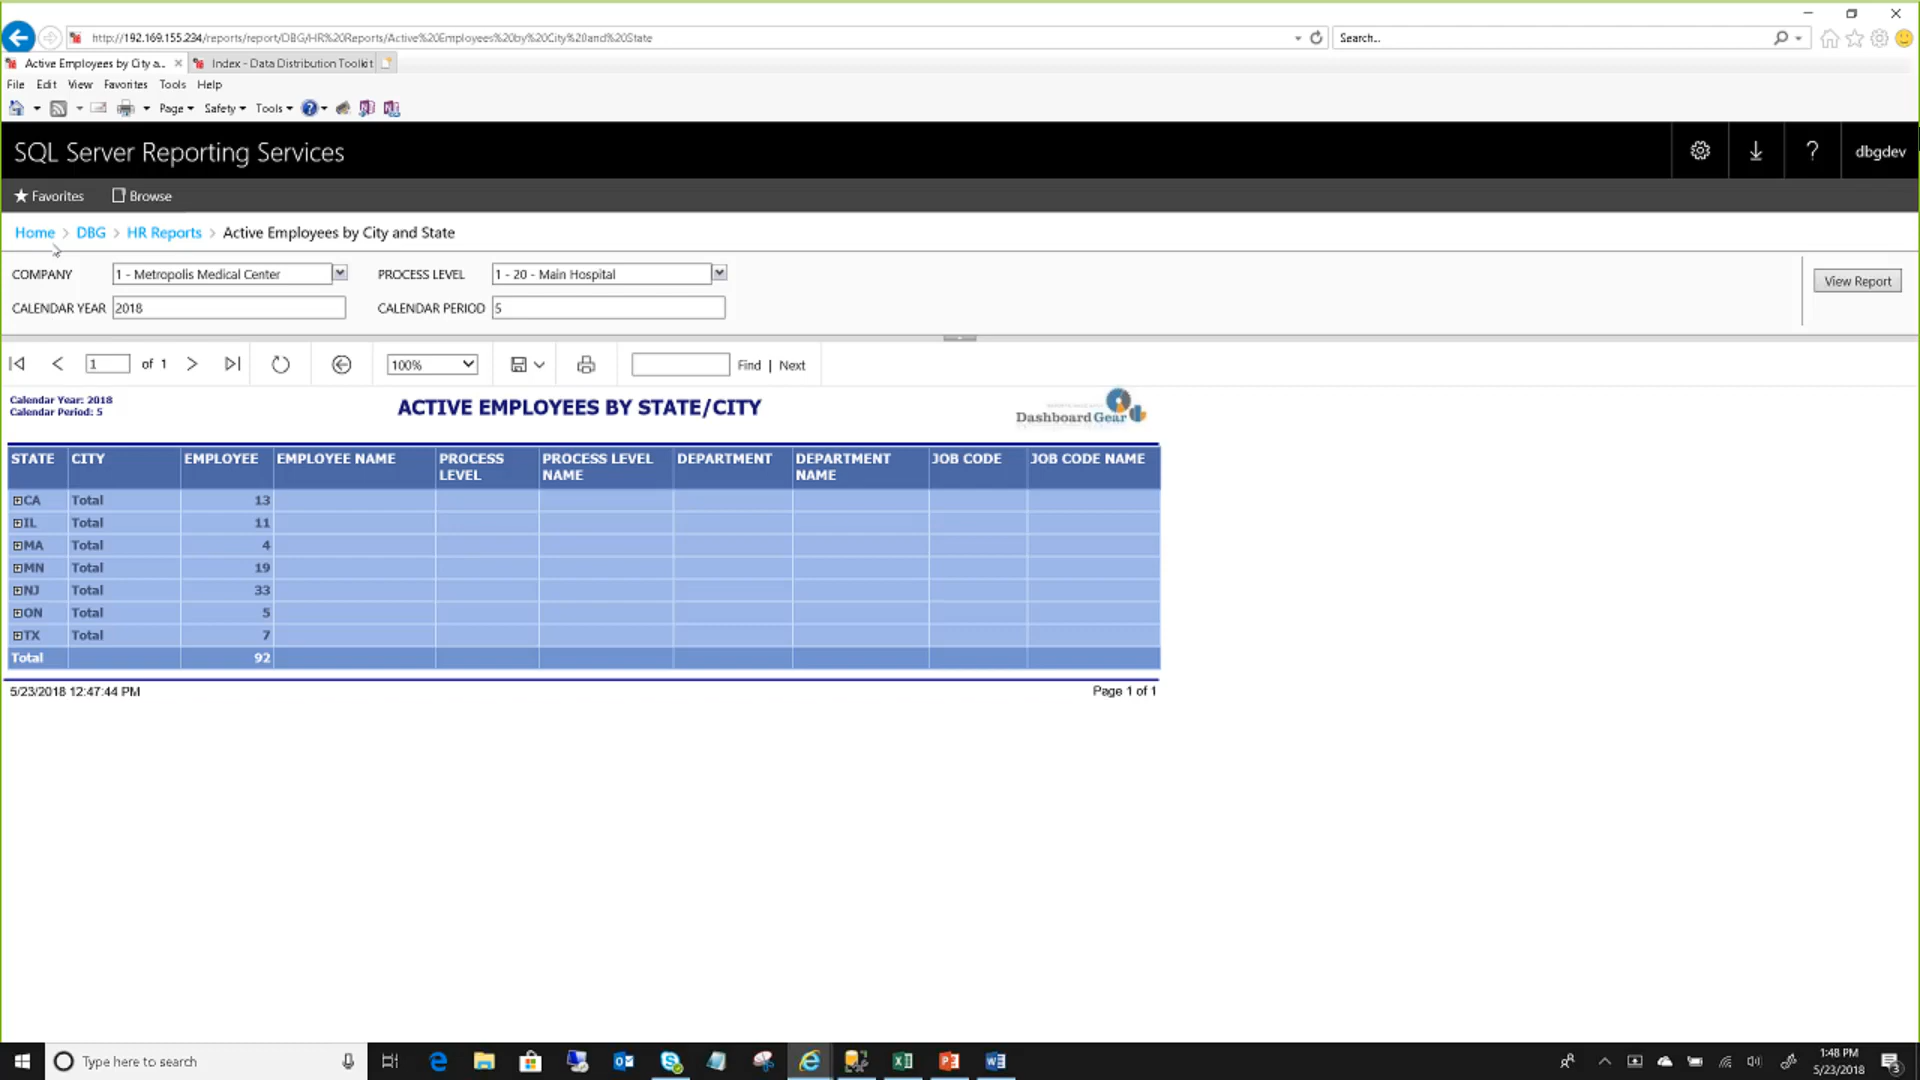 http://192.169.155.234/reports/report/DBG/HR%20Reports/Active%20Employees%20by%20City%20and%20State
Search...
Active Employees by City a...
Index - Data Distribution Toolkit
File Edit View Favorites Tools Help
Page Safety Tools
SQL Server Reporting Services
? dbgdev
Favorites Browse
Home > DBG > HR Reports > Active Employees by City and State
COMPANY 1 - Metropolis Medical Center PROCESS LEVEL 1 - 20 - Main Hospital
View Report
CALENDAR YEAR 2018 CALENDAR PERIOD 5
1 of 1 100% Find | Next
Calendar Year: 2018
Calendar Period: 5
ACTIVE EMPLOYEES BY STATE/CITY
Dashboard Gear
STATE CITY EMPLOYEE EMPLOYEE NAME PROCESS LEVEL PROCESS LEVEL NAME DEPARTMENT DEPARTMENT NAME JOB CODE JOB CODE NAME
CA Total 13
IL Total 11
MA Total 4
MN Total 19
NJ Total 33
ON Total 5
TX Total 7
Total 92
5/23/2018 12:47:44 PM Page 1 of 1
Type here to search
1:48 PM
5/23/2018
3